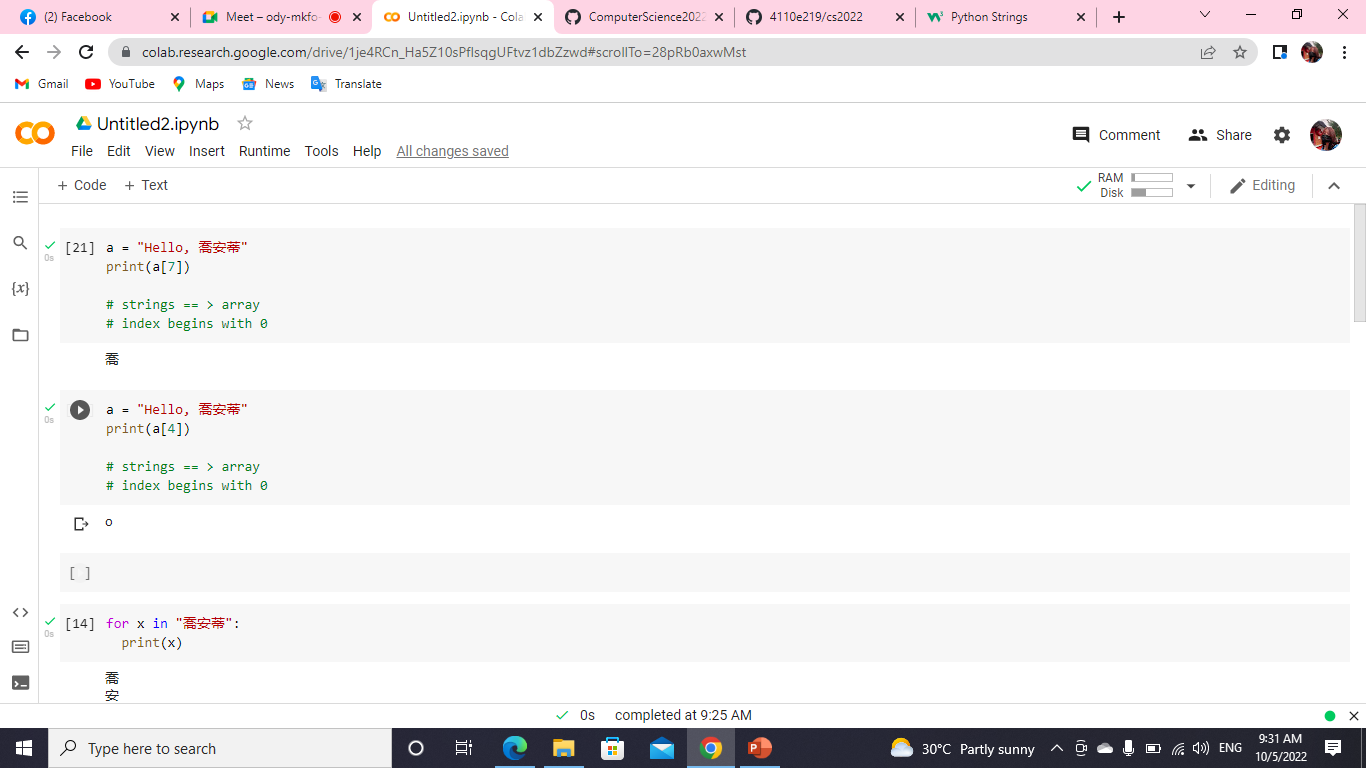 (2) Facebook
Meet – ody-mkfo-
Untitled2.ipynb - Cola
ComputerScience2022
4110e219/cs2022
Python Strings
colab.research.google.com/drive/1je4RCn_Ha5Z10sPflsqgUFtvz1dbZzwd#scrollTo=28pRb0axwMst
Gmail
YouTube
Maps
News
Translate
Untitled2.ipynb
Comment
Share
File Edit View Insert Runtime Tools Help All changes saved
+ Code + Text
RAM
Disk
Editing
[21] a = "Hello, 喬安蒂"
0s
print(a[7])
# strings == > array
# index begins with 0
喬
{x}
a = "Hello, 喬安蒂"
0s
print(a[4])
# strings == > array
# index begins with 0
o
[ ]
[14] for x in "喬安蒂":
0s
print(x)
喬
安
0s completed at 9:25 AM
Type here to search
30°C Partly sunny
ENG
9:31 AM
10/5/2022